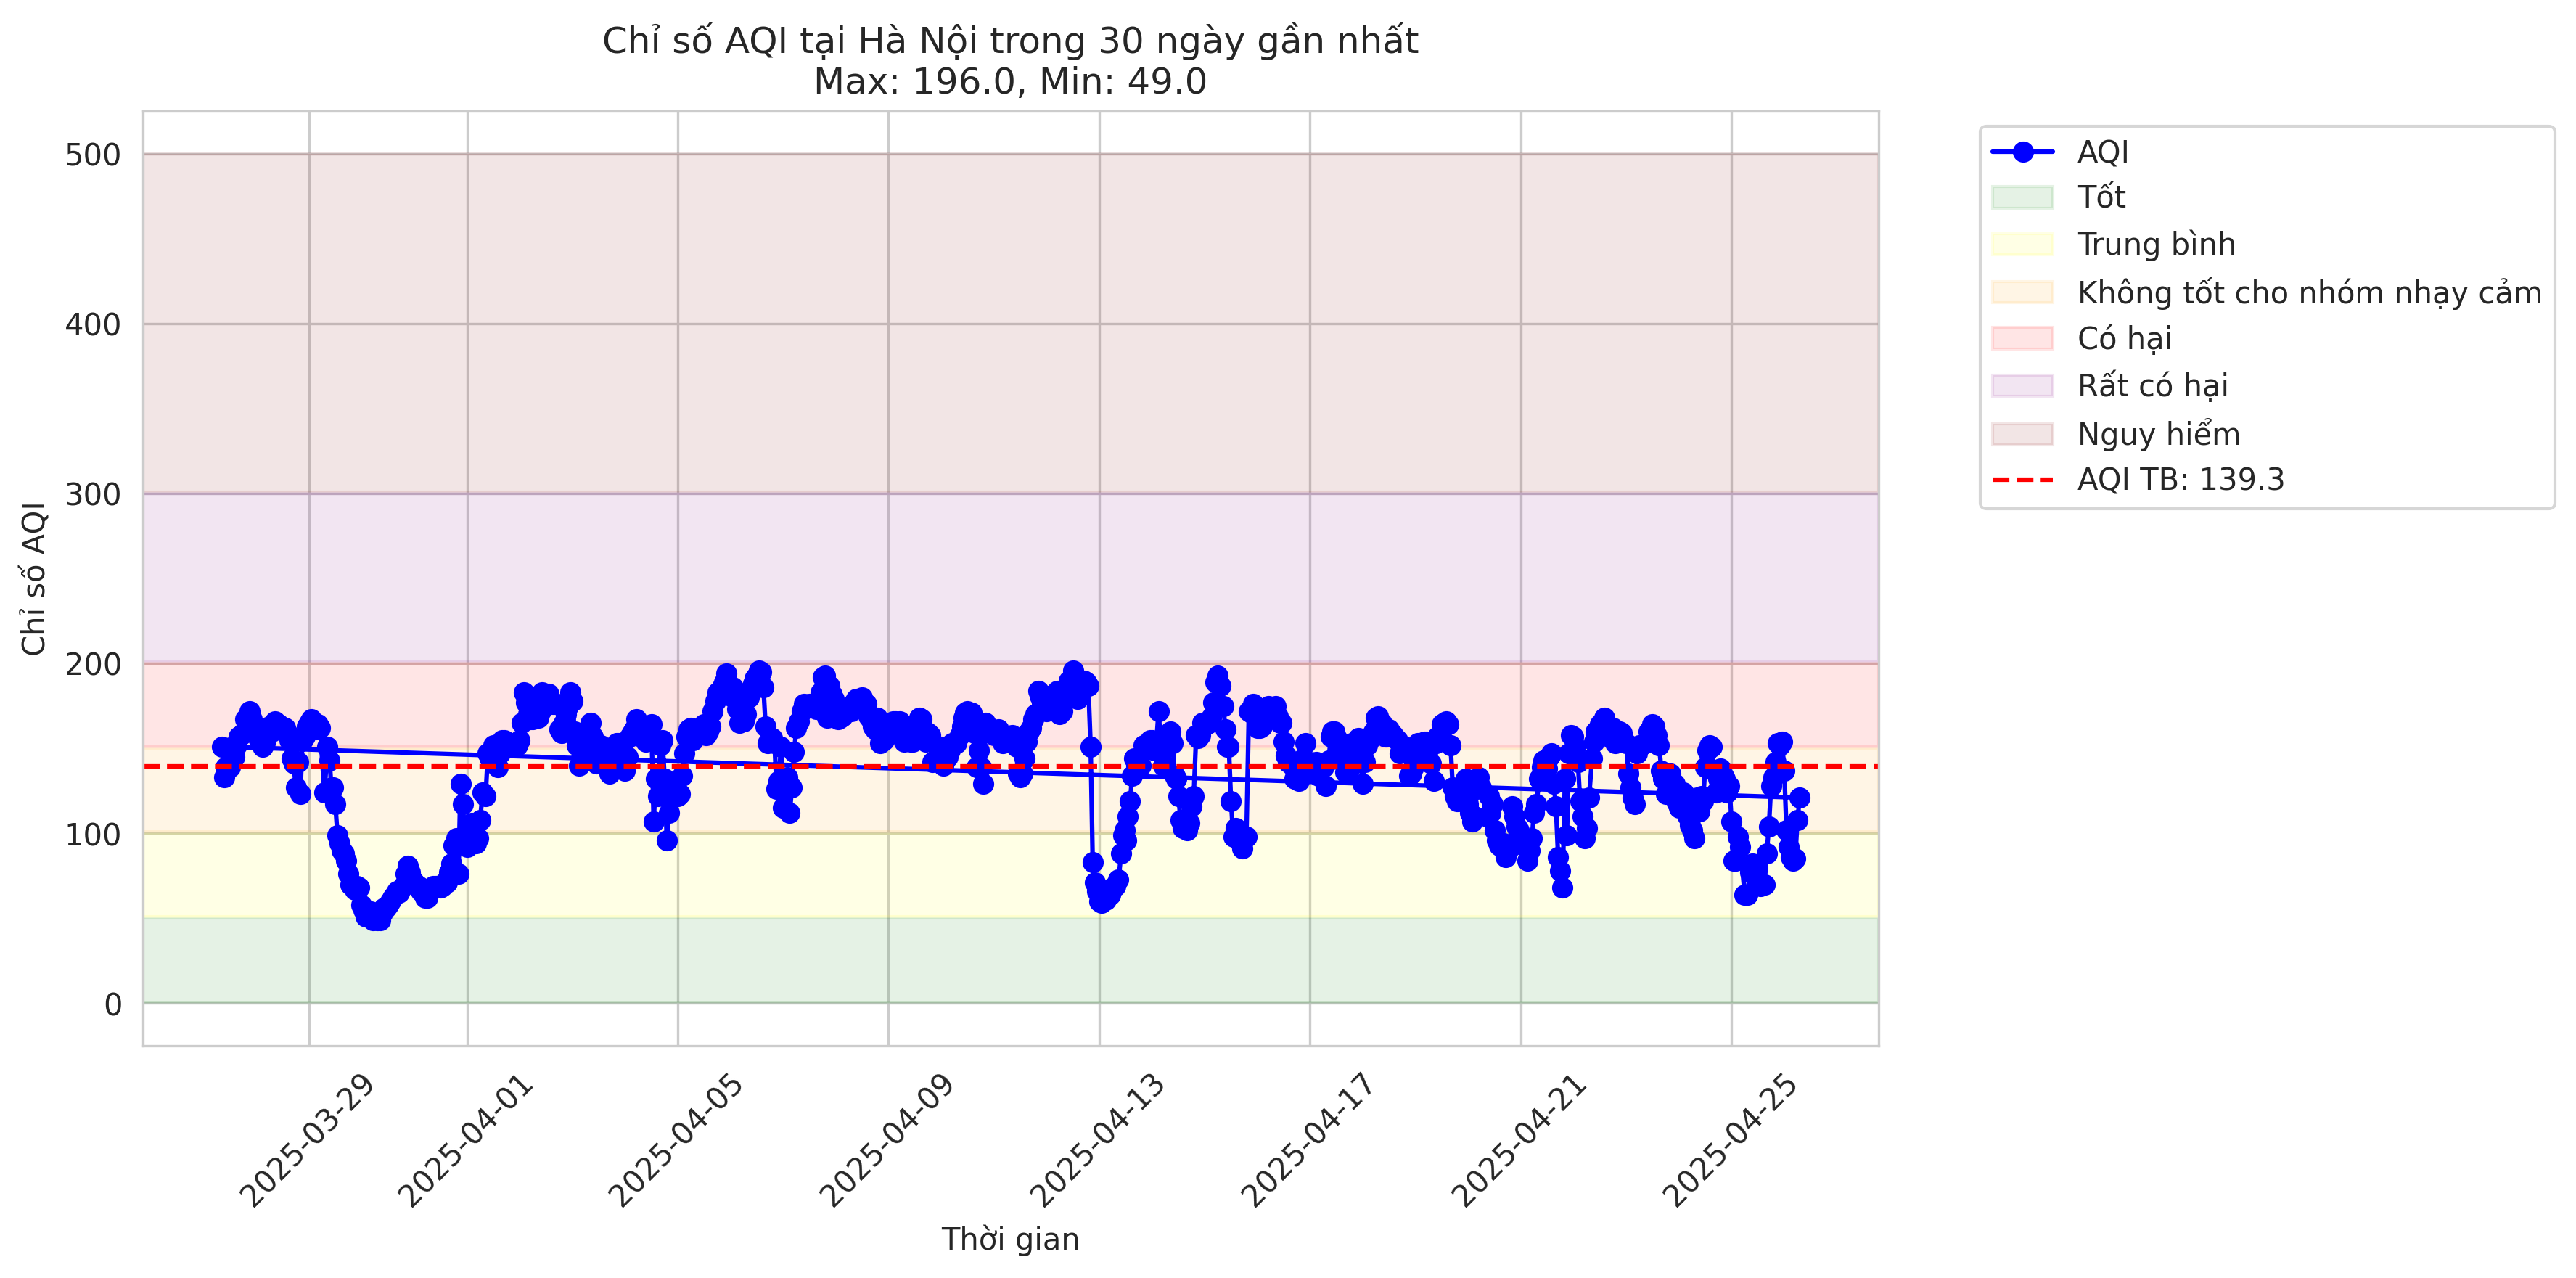 Chỉ số AQI tại Hà Nội trong 30 ngày gần nhất
Max: 196.0, Min: 49.0
Chỉ số AQI
500
400
300
200
100
0
2025-03-29
2025-04-01
2025-04-05
2025-04-09
2025-04-13
2025-04-17
2025-04-21
2025-04-25
Thời gian
AQI
Tốt
Trung bình
Không tốt cho nhóm nhạy cảm
Có hại
Rất có hại
Nguy hiểm
AQI TB: 139.3